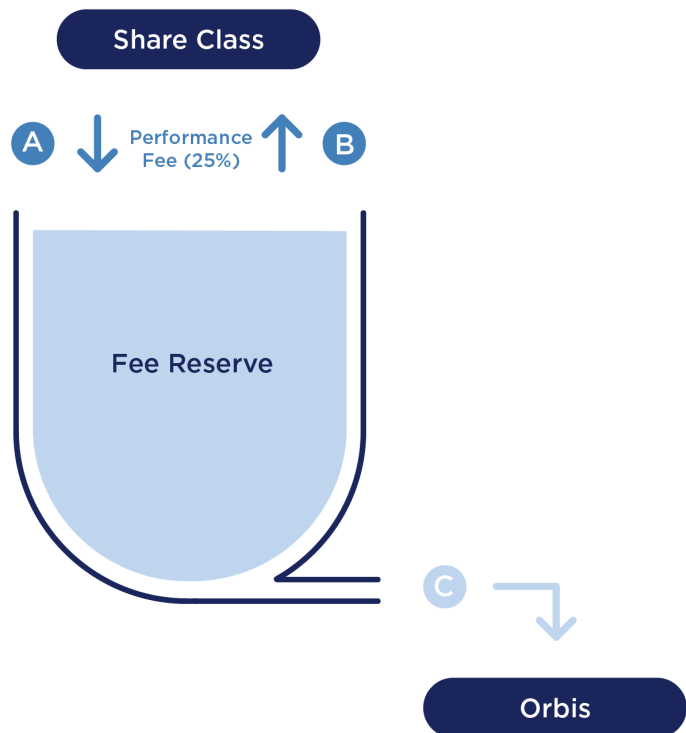 Share Class
A
Performance
Fee (25%)
B
Fee Reserve
C
Orbis